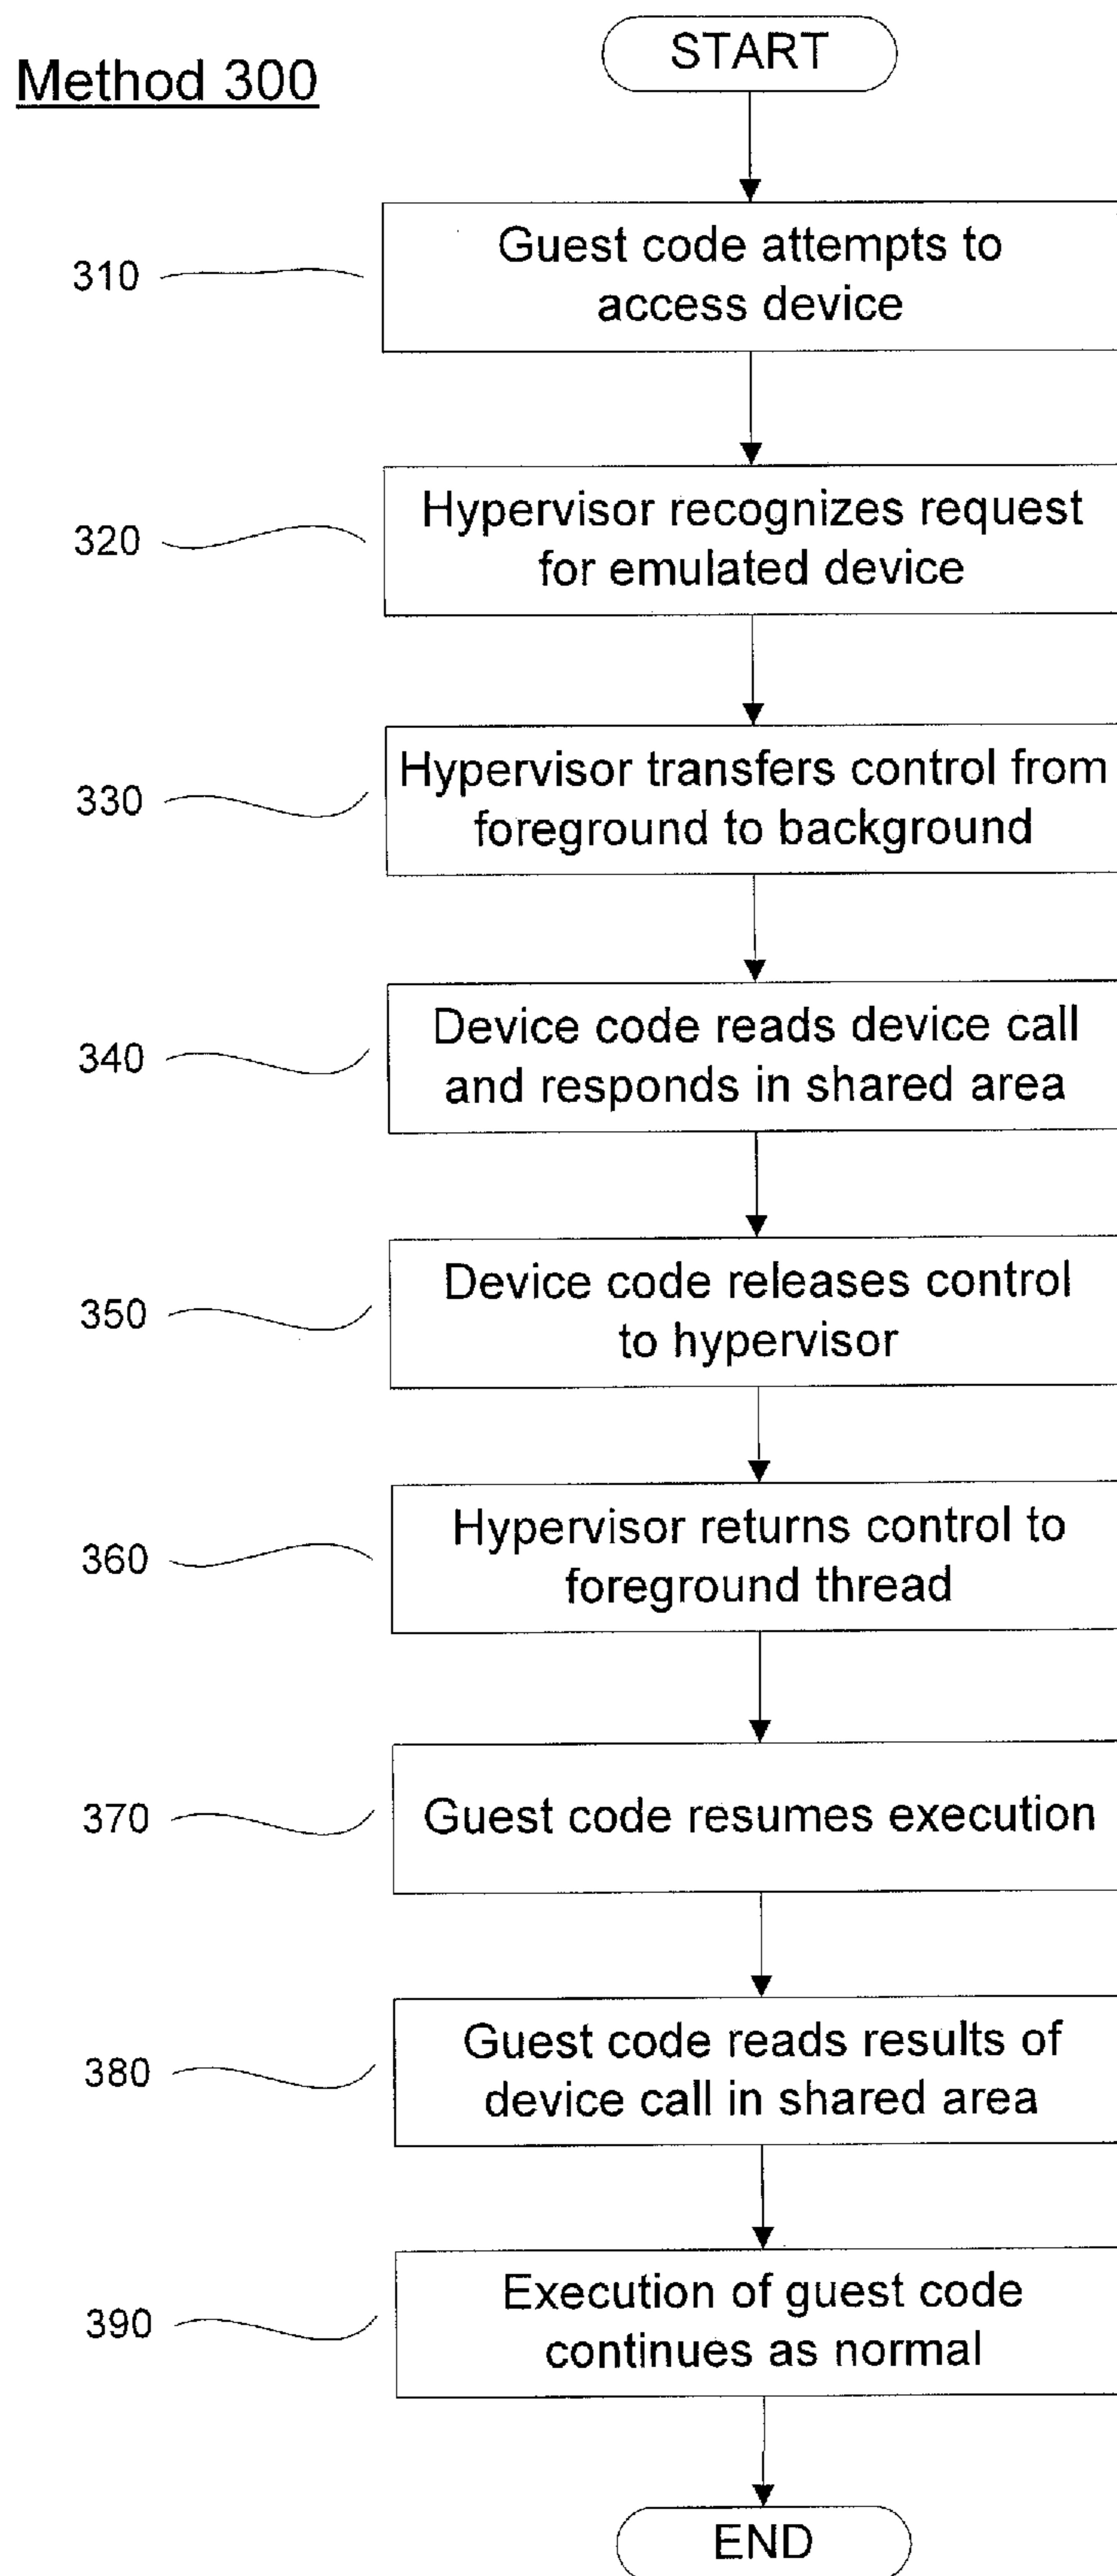 Method 300
START
310
Guest code attempts to
access device
320
Hypervisor recognizes request
for emulated device
330
Hypervisor transfers control from
foreground to background
340
Device code reads device call
and responds in shared area
350
Device code releases control
to hypervisor
360
Hypervisor returns control to
foreground thread
370
Guest code resumes execution
380
Guest code reads results of
device call in shared area
390
Execution of guest code
continues as normal
END